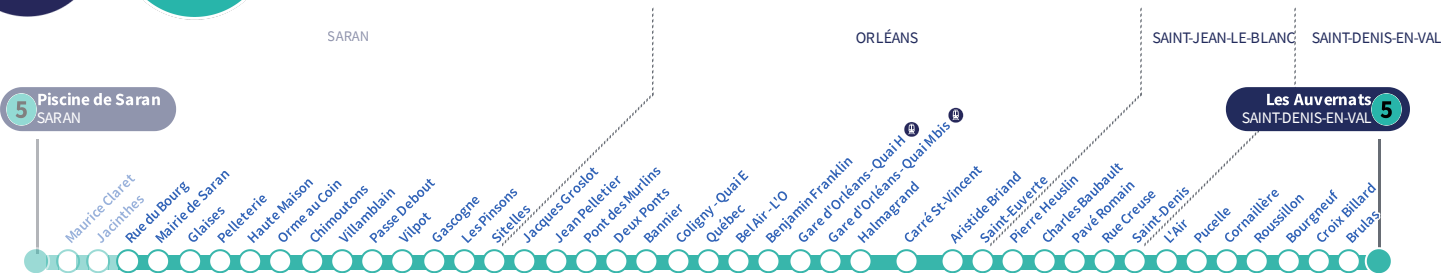 SARAN
ORLÉANS
SAINT-JEAN-LE-BLANC
SAINT-DENIS-EN-VAL
5
Piscine de Saran
SARAN
Les Auvernats
SAINT-DENIS-EN-VAL
5
Maurice Claret
Jacinthes
Rue du Bourg
Mairie de Saran
Glaises
Pelleterie
Haute Maison
Orme au Coin
Chimoutons
Villamblain
Passe Debout
Vilpot
Gascogne
Les Pinsons
Sitelles
Jacques Groslot
Jean Pelletier
Pont des Murlins
Deux Ponts
Bannier
Coligny - Quai E
Québec
Bel Air - L'O
Benjamin Franklin
Gare d'Orléans - Quai H
Gare d'Orléans - Quai M bis
Halmagrand
Carré St-Vincent
Aristide Briand
Saint-Euverte
Pierre Heuslin
Charles Baubault
Pavé Romain
Rue Creuse
Saint-Denis
L'Air
Pucelle
Cornaillère
Roussillon
Bourgneuf
Croix Billard
Brulas